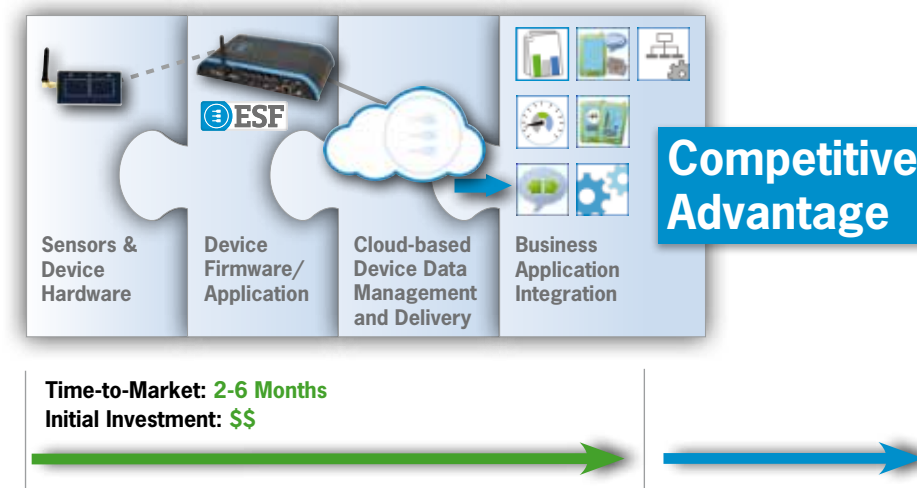 ESF
Competitive
Advantage
Sensors &
Device
Hardware
Device
Firmware/
Application
Cloud-based
Device Data
Management
and Delivery
Business
Application
Integration
Time-to-Market: 2-6 Months
Initial Investment: $$